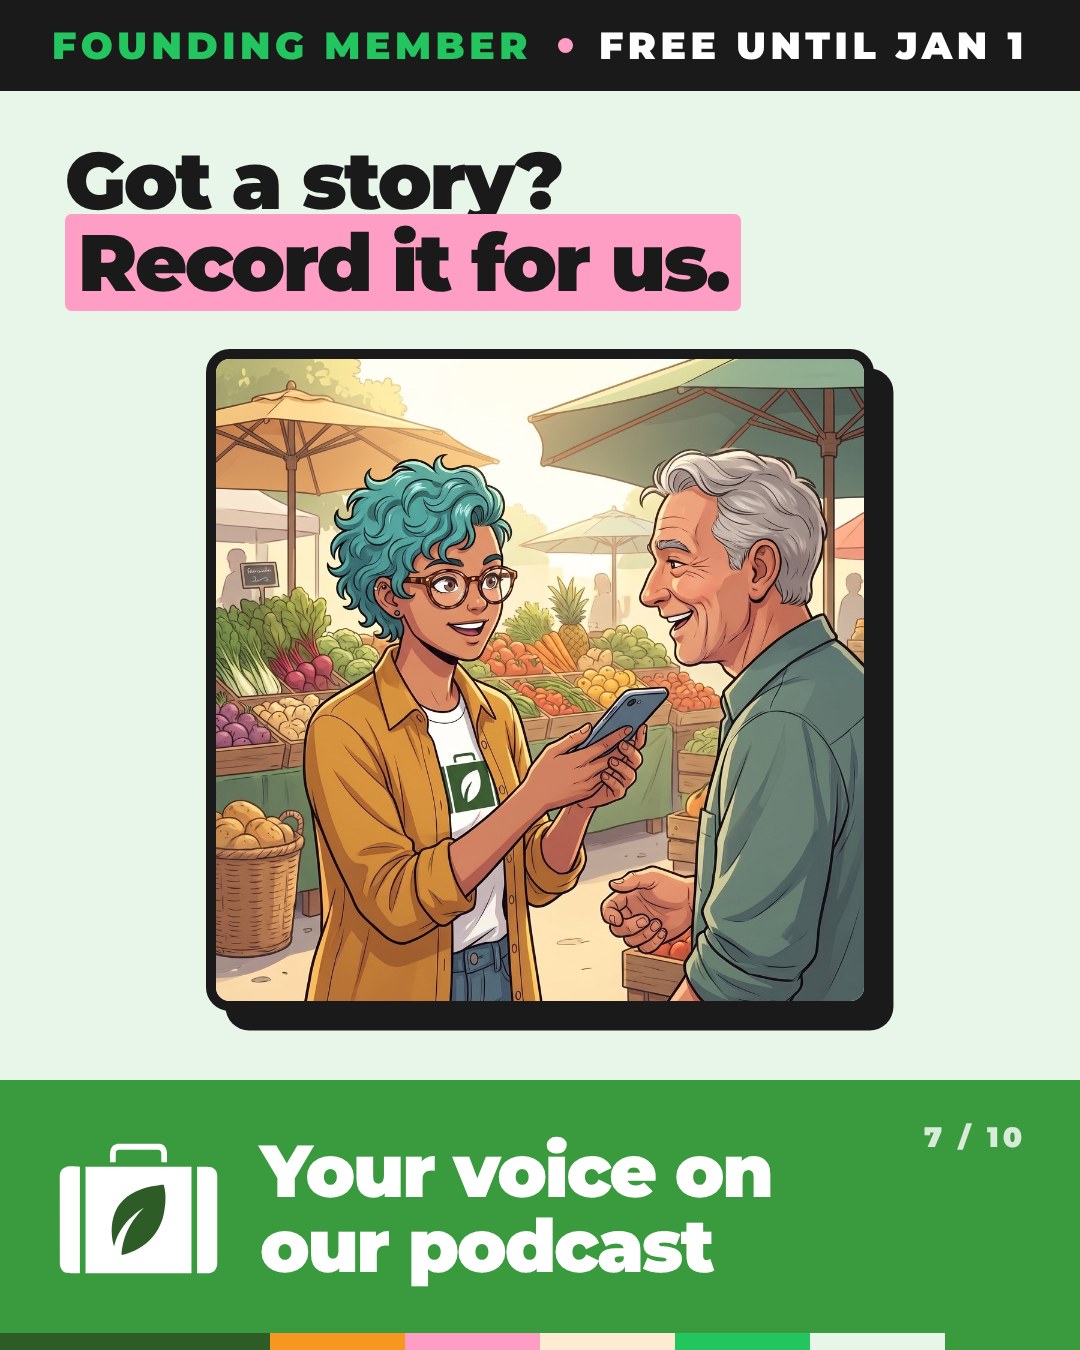 FOUNDING MEMBER • FREE UNTIL JAN 1
Got a story?
Record it for us.
Your voice on
our podcast
7 / 10